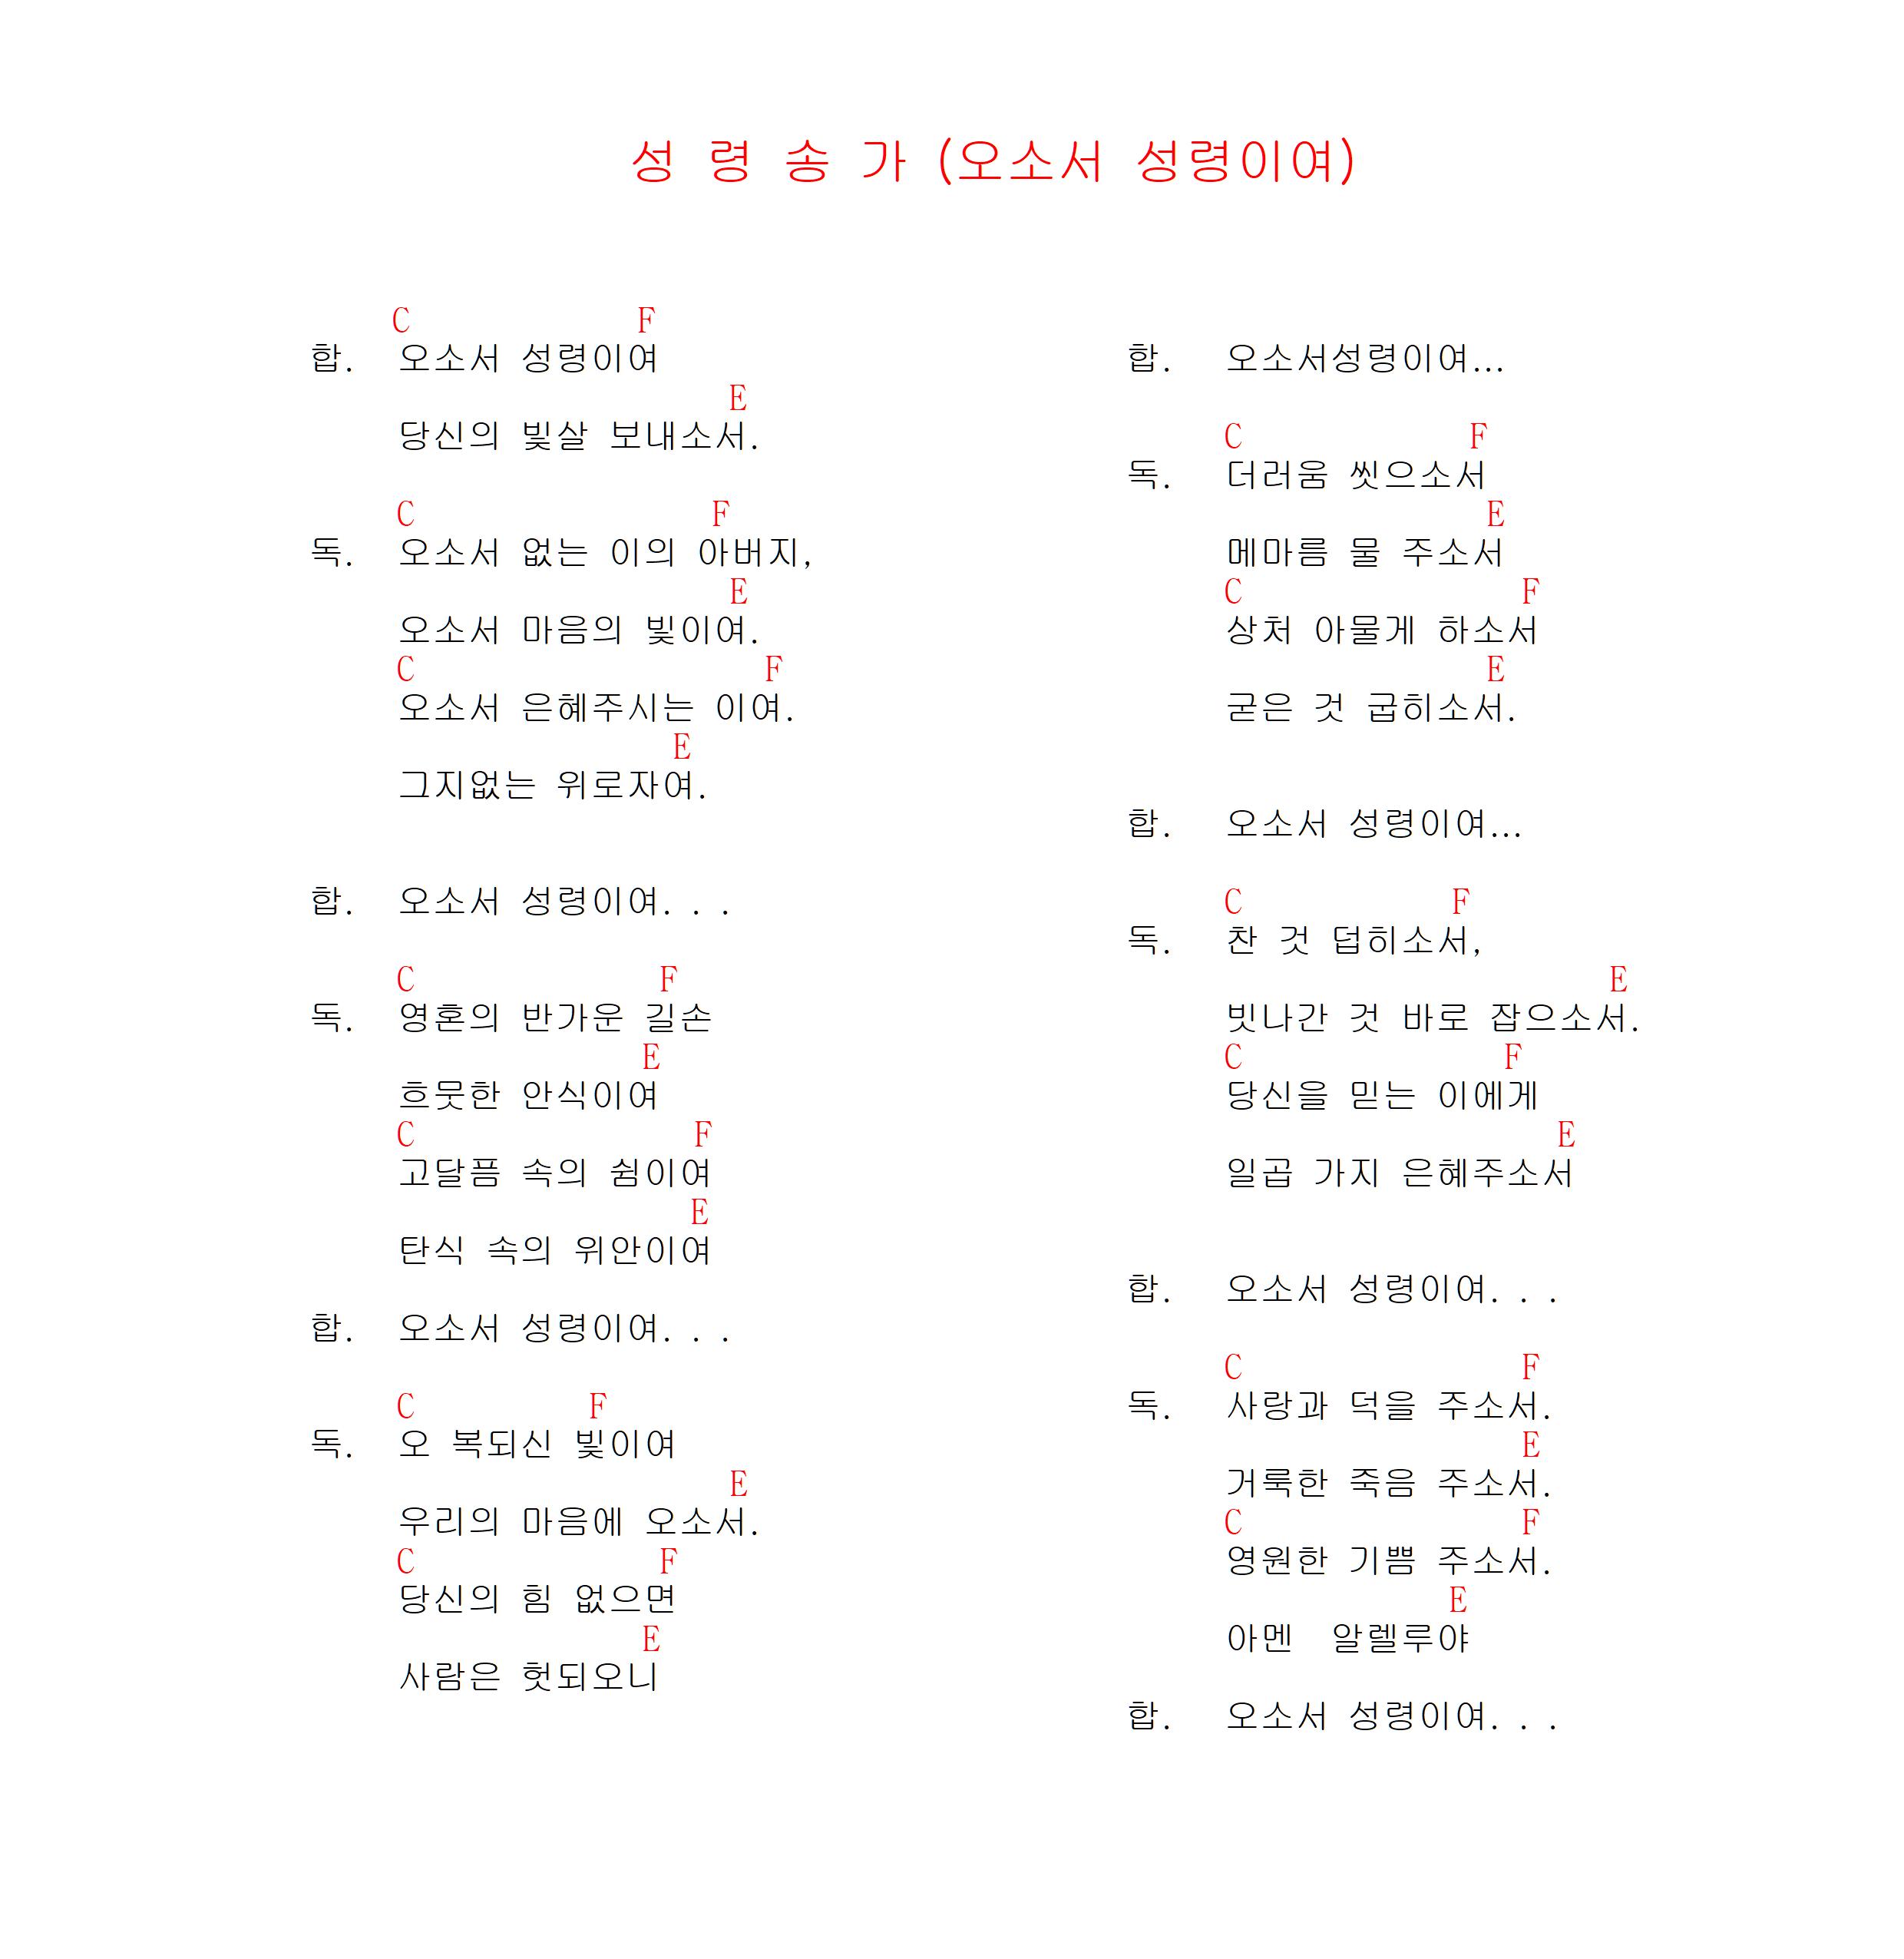 성 령 송 가 (오소서 성령이여)
C F
합. 오소서 성령이여
E
당신의 빛살 보내소서.
C F
독. 오소서 없는 이의 아버지,
E
오소서 마음의 빛이여.
C F
오소서 은혜주시는 이여.
E
그지없는 위로자여.
합. 오소서 성령이여. . .
C F
독. 영혼의 반가운 길손
E
흐뭇한 안식이여
C F
고달픔 속의 쉼이여
E
탄식 속의 위안이여
합. 오소서 성령이여. . .
C F
독. 오 복되신 빛이여
E
우리의 마음에 오소서.
C F
당신의 힘 없으면
E
사람은 헛되오니
합. 오소서성령이여...
C F
독. 더러움 씻으소서
E
메마름 물 주소서
C F
상처 아물게 하소서
E
굳은 것 굽히소서.
합. 오소서 성령이여...
C F
독. 찬 것 덥히소서,
E
빗나간 것 바로 잡으소서.
C F
당신을 믿는 이에게
E
일곱 가지 은혜주소서
합. 오소서 성령이여. . .
C F
독. 사랑과 덕을 주소서.
E
거룩한 죽음 주소서.
C F
영원한 기쁨 주소서.
E
아멘 알렐루야
합. 오소서 성령이여. . .